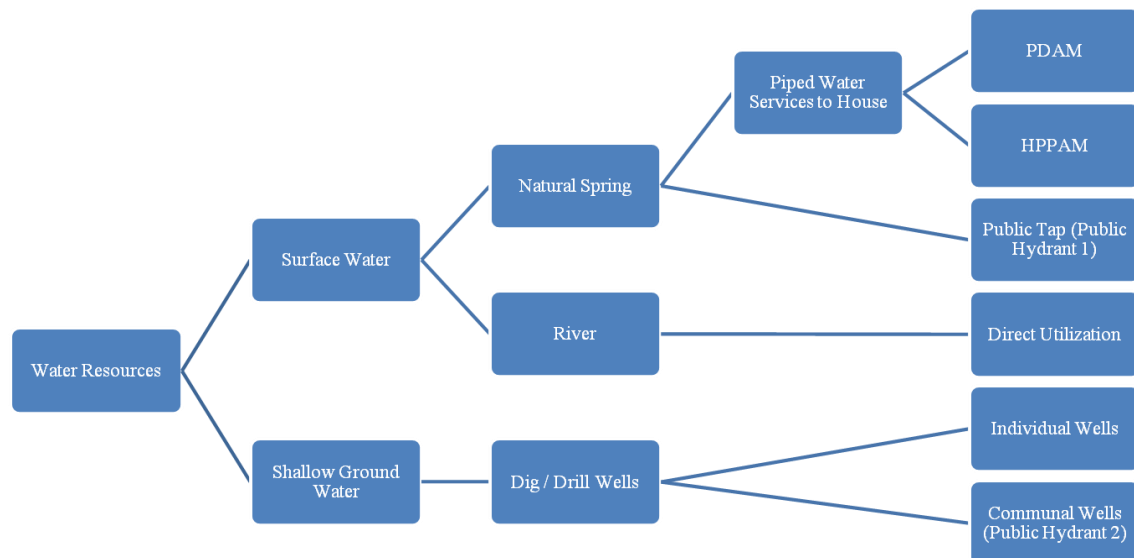 PDAM
Piped Water
Services to House
HPPAM
Natural Spring
Public Tap (Public
Hydrant 1)
Surface Water
River
Direct Utilization
Water Resources
Individual Wells
Shallow Ground
Water
Dig / Drill Wells
Communal Wells
(Public Hydrant 2)